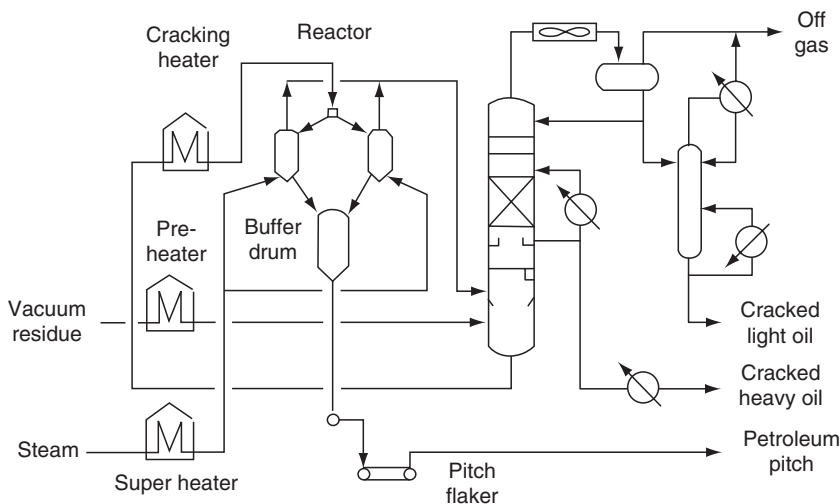 Cracking
heater
Reactor
Off
gas
Pre-
heater
Buffer
drum
Vacuum
residue
Cracked
light oil
Cracked
heavy oil
Steam
Super heater
Pitch
flaker
Petroleum
pitch